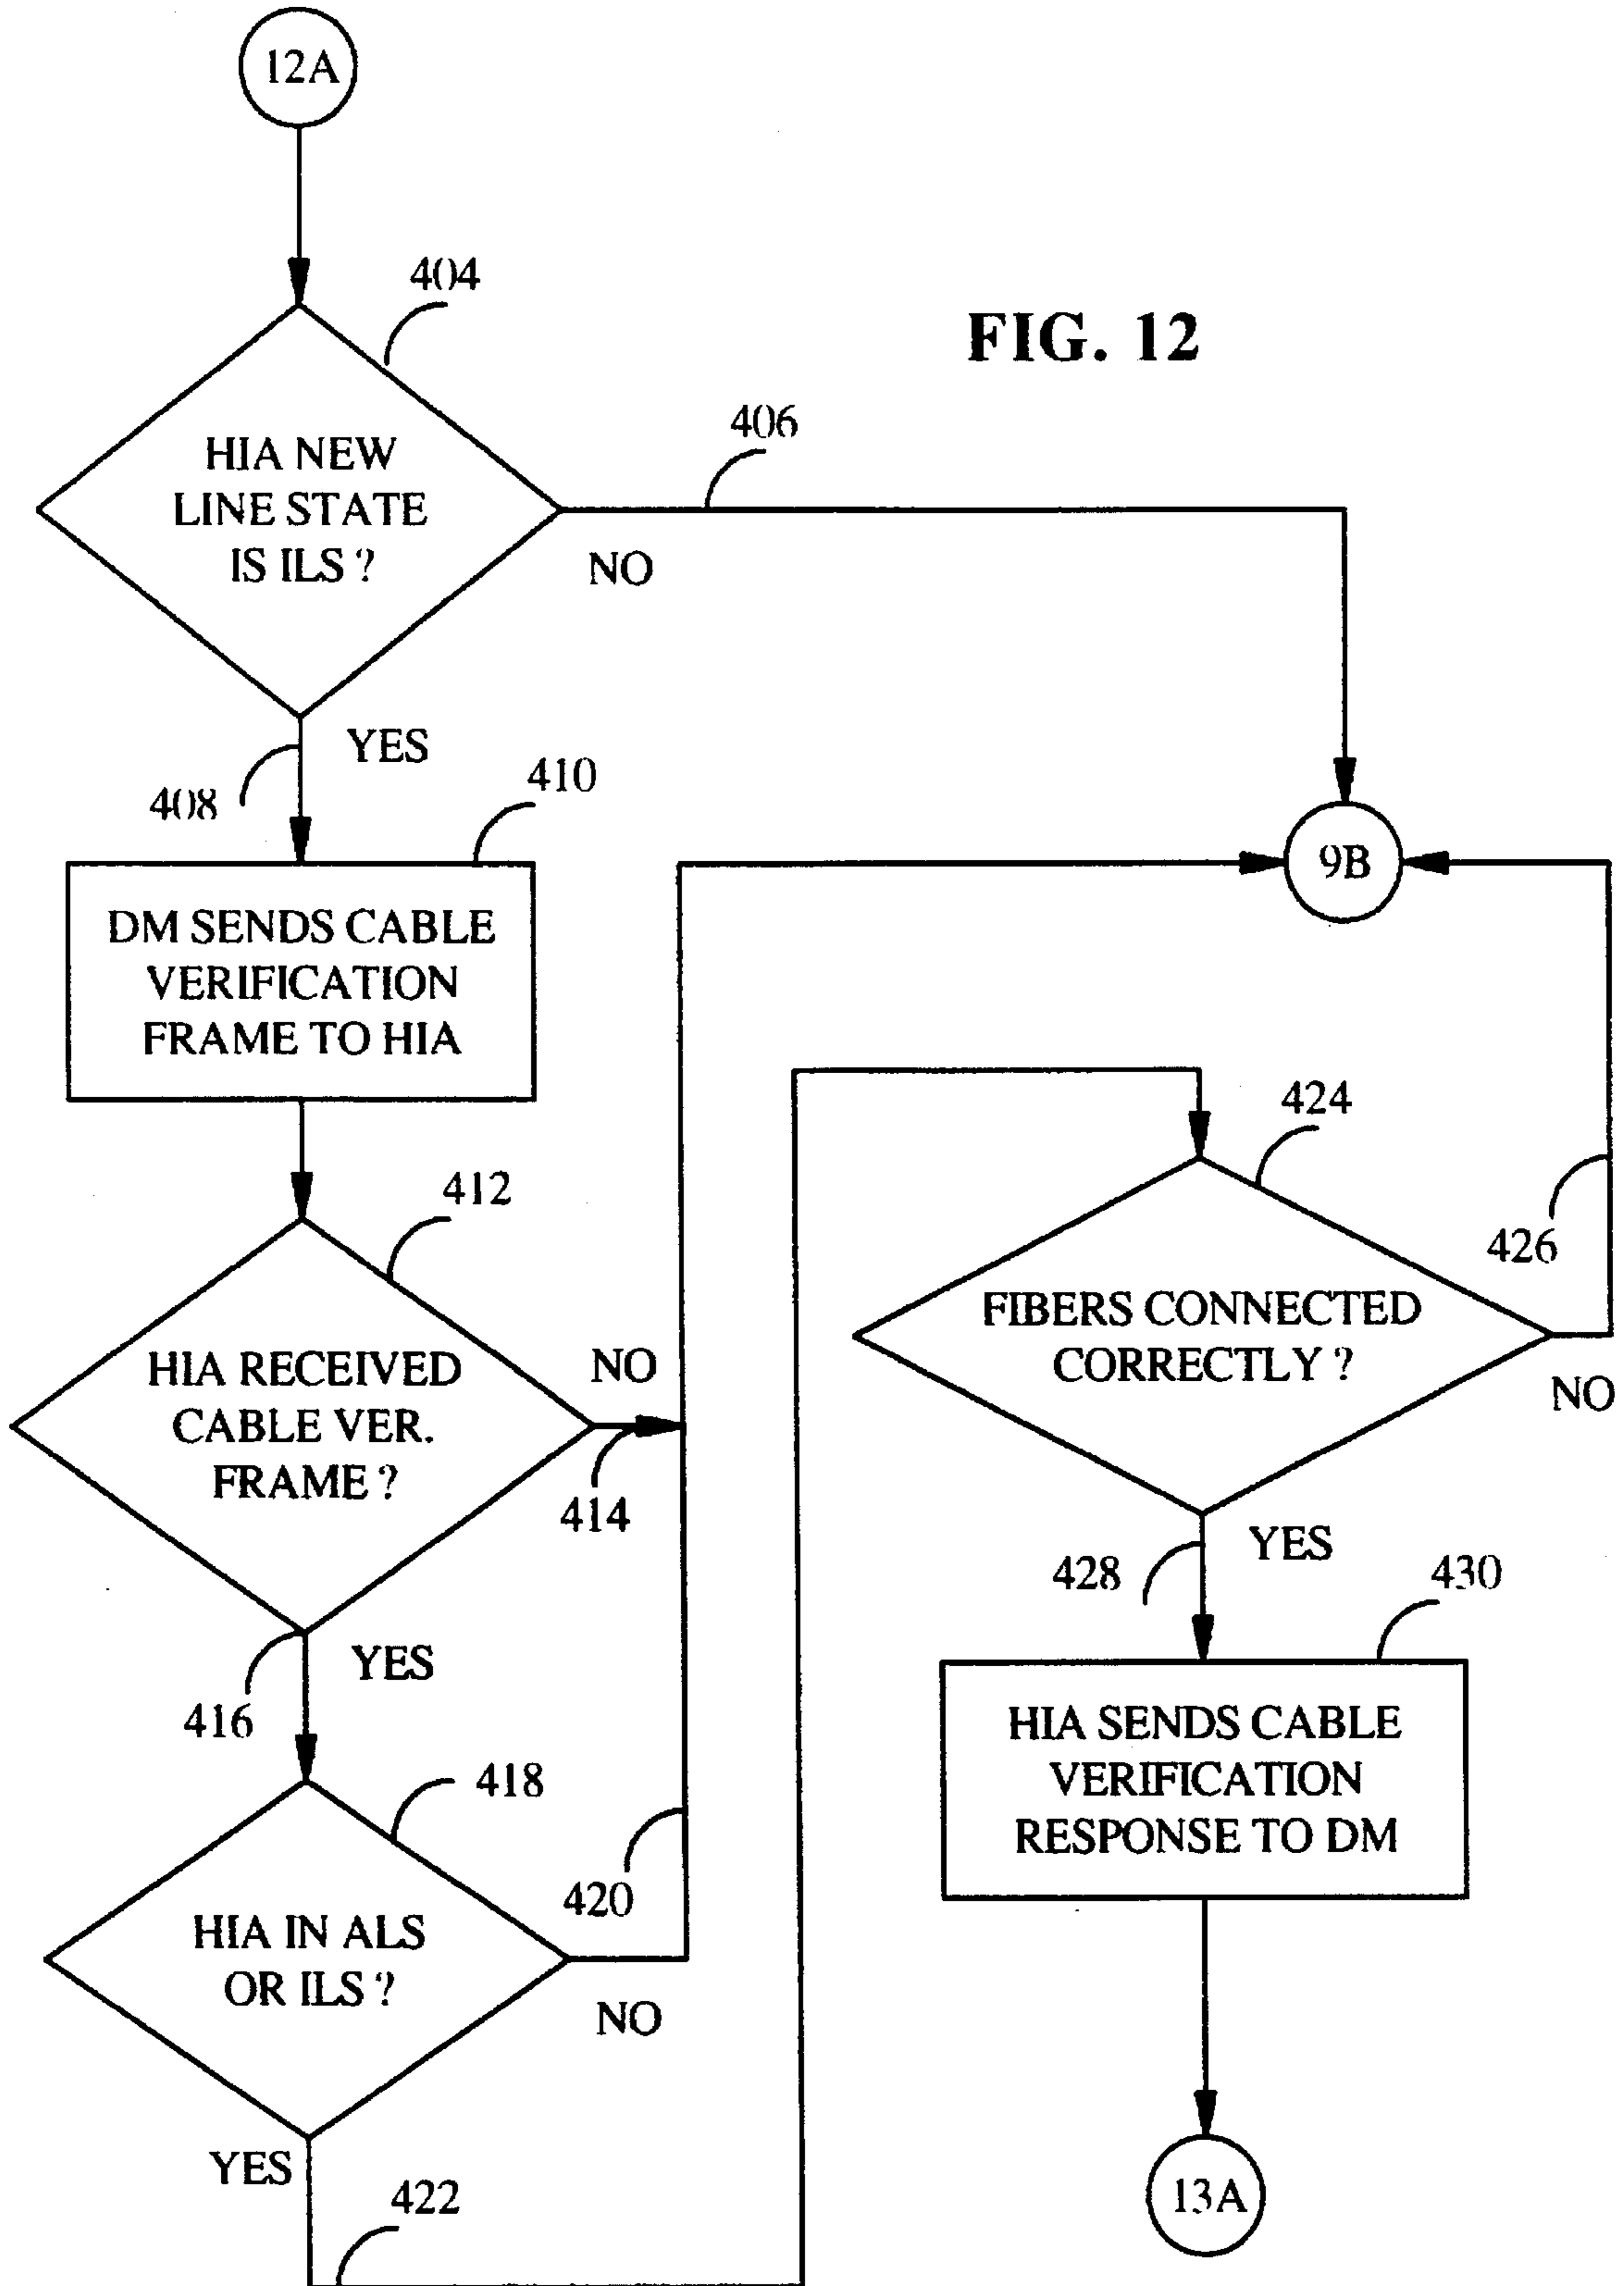 12A
404
FIG. 12
HIA NEW
LINE STATE
IS ILS ?
406
NO
YES
408
410
DM SENDS CABLE
VERIFICATION
FRAME TO HIA
9B
412
HIA RECEIVED
CABLE VER.
FRAME ?
NO
414
YES
416
418
HIA IN ALS
OR ILS ?
420
NO
YES
422
424
FIBERS CONNECTED
CORRECTLY ?
426
NO
YES
428
430
HIA SENDS CABLE
VERIFICATION
RESPONSE TO DM
13A